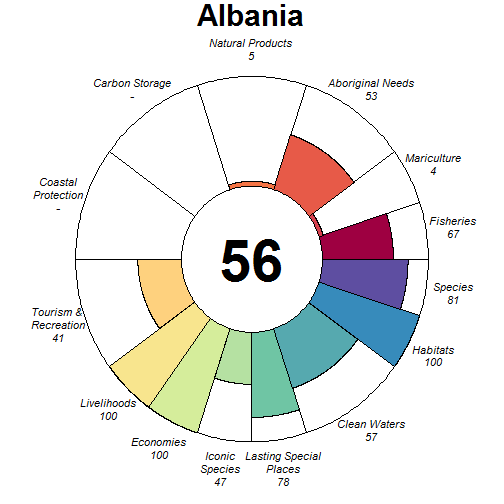 Albania
Natural Products
5
Carbon Storage
-
Aboriginal Needs
53
Mariculture
4
Coastal
Protection
-
Fisheries
67
56
Species
81
Tourism &
Recreation
41
Habitats
100
Livelihoods
100
Clean Waters
57
Economies
100
Iconic
Species
47
Lasting Special
Places
78